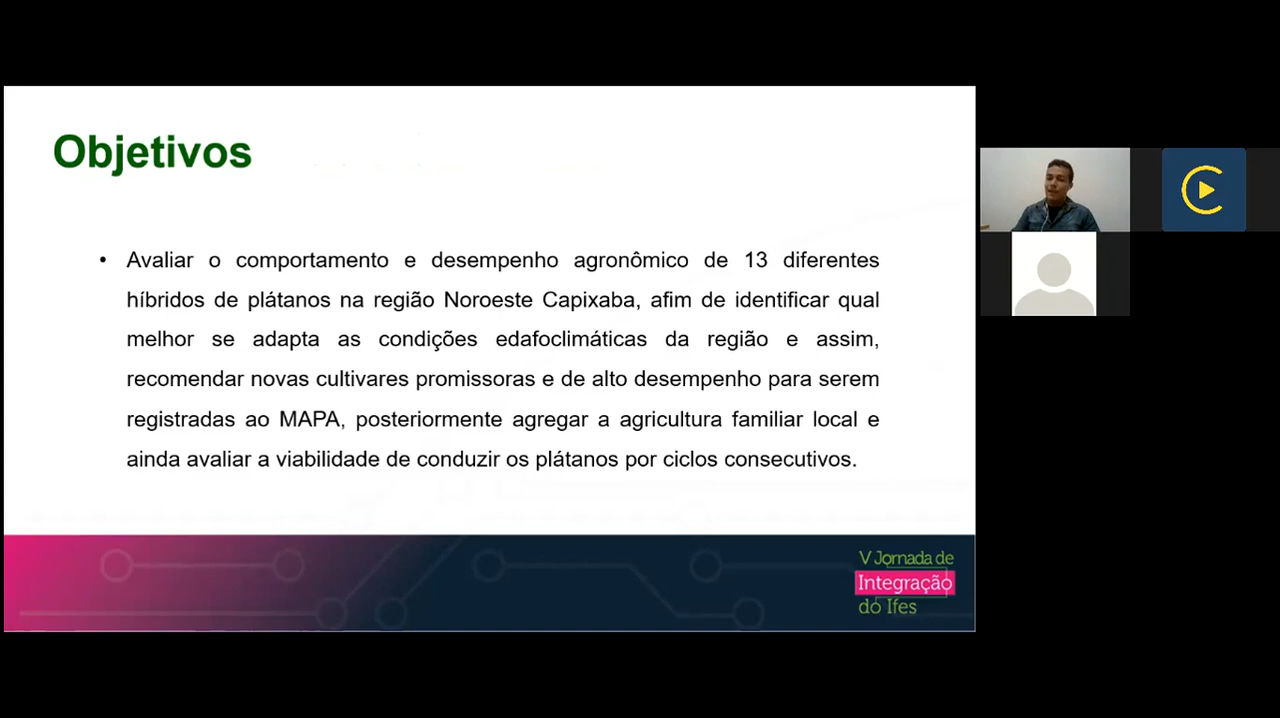 Objetivos
• Avaliar o comportamento e desempenho agronômico de 13 diferentes
híbridos de plátanos na região Noroeste Capixaba, afim de identificar qual
melhor se adapta as condições edafoclimáticas da região e assim,
recomendar novas cultivares promissoras e de alto desempenho para serem
registradas ao MAPA, posteriormente agregar a agricultura familiar local e
ainda avaliar a viabilidade de conduzir os plátanos por ciclos consecutivos.
V Jornada de
Integração
do Ifes